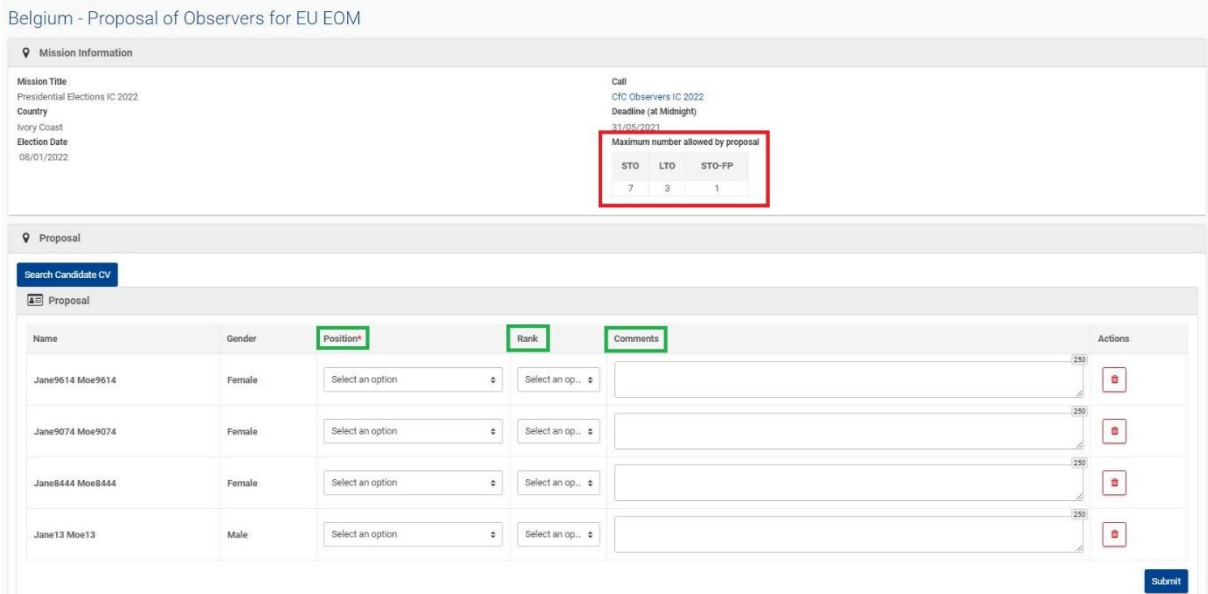 Belgium - Proposal of Observers for EU EOM
Mission Information
Mission Title
Presidential Elections IC 2022
Country
Ivory Coast
Election Date
08/01/2022
Call
CfC Observers IC 2022
Deadline (at Midnight)
31/05/2021
Maximum number allowed by proposal
STO LTO STO-FP
7 3 1
Proposal
Search Candidate CV
Proposal
Name Gender Position* Rank Comments Actions
250
Jane9614 Moe9614 Female Select an option Select an op...
250
Jane9074 Moe9074 Female Select an option Select an op...
250
Jane8444 Moe8444 Female Select an option Select an op...
250
Jane13 Moe13 Male Select an option Select an op...
Submit